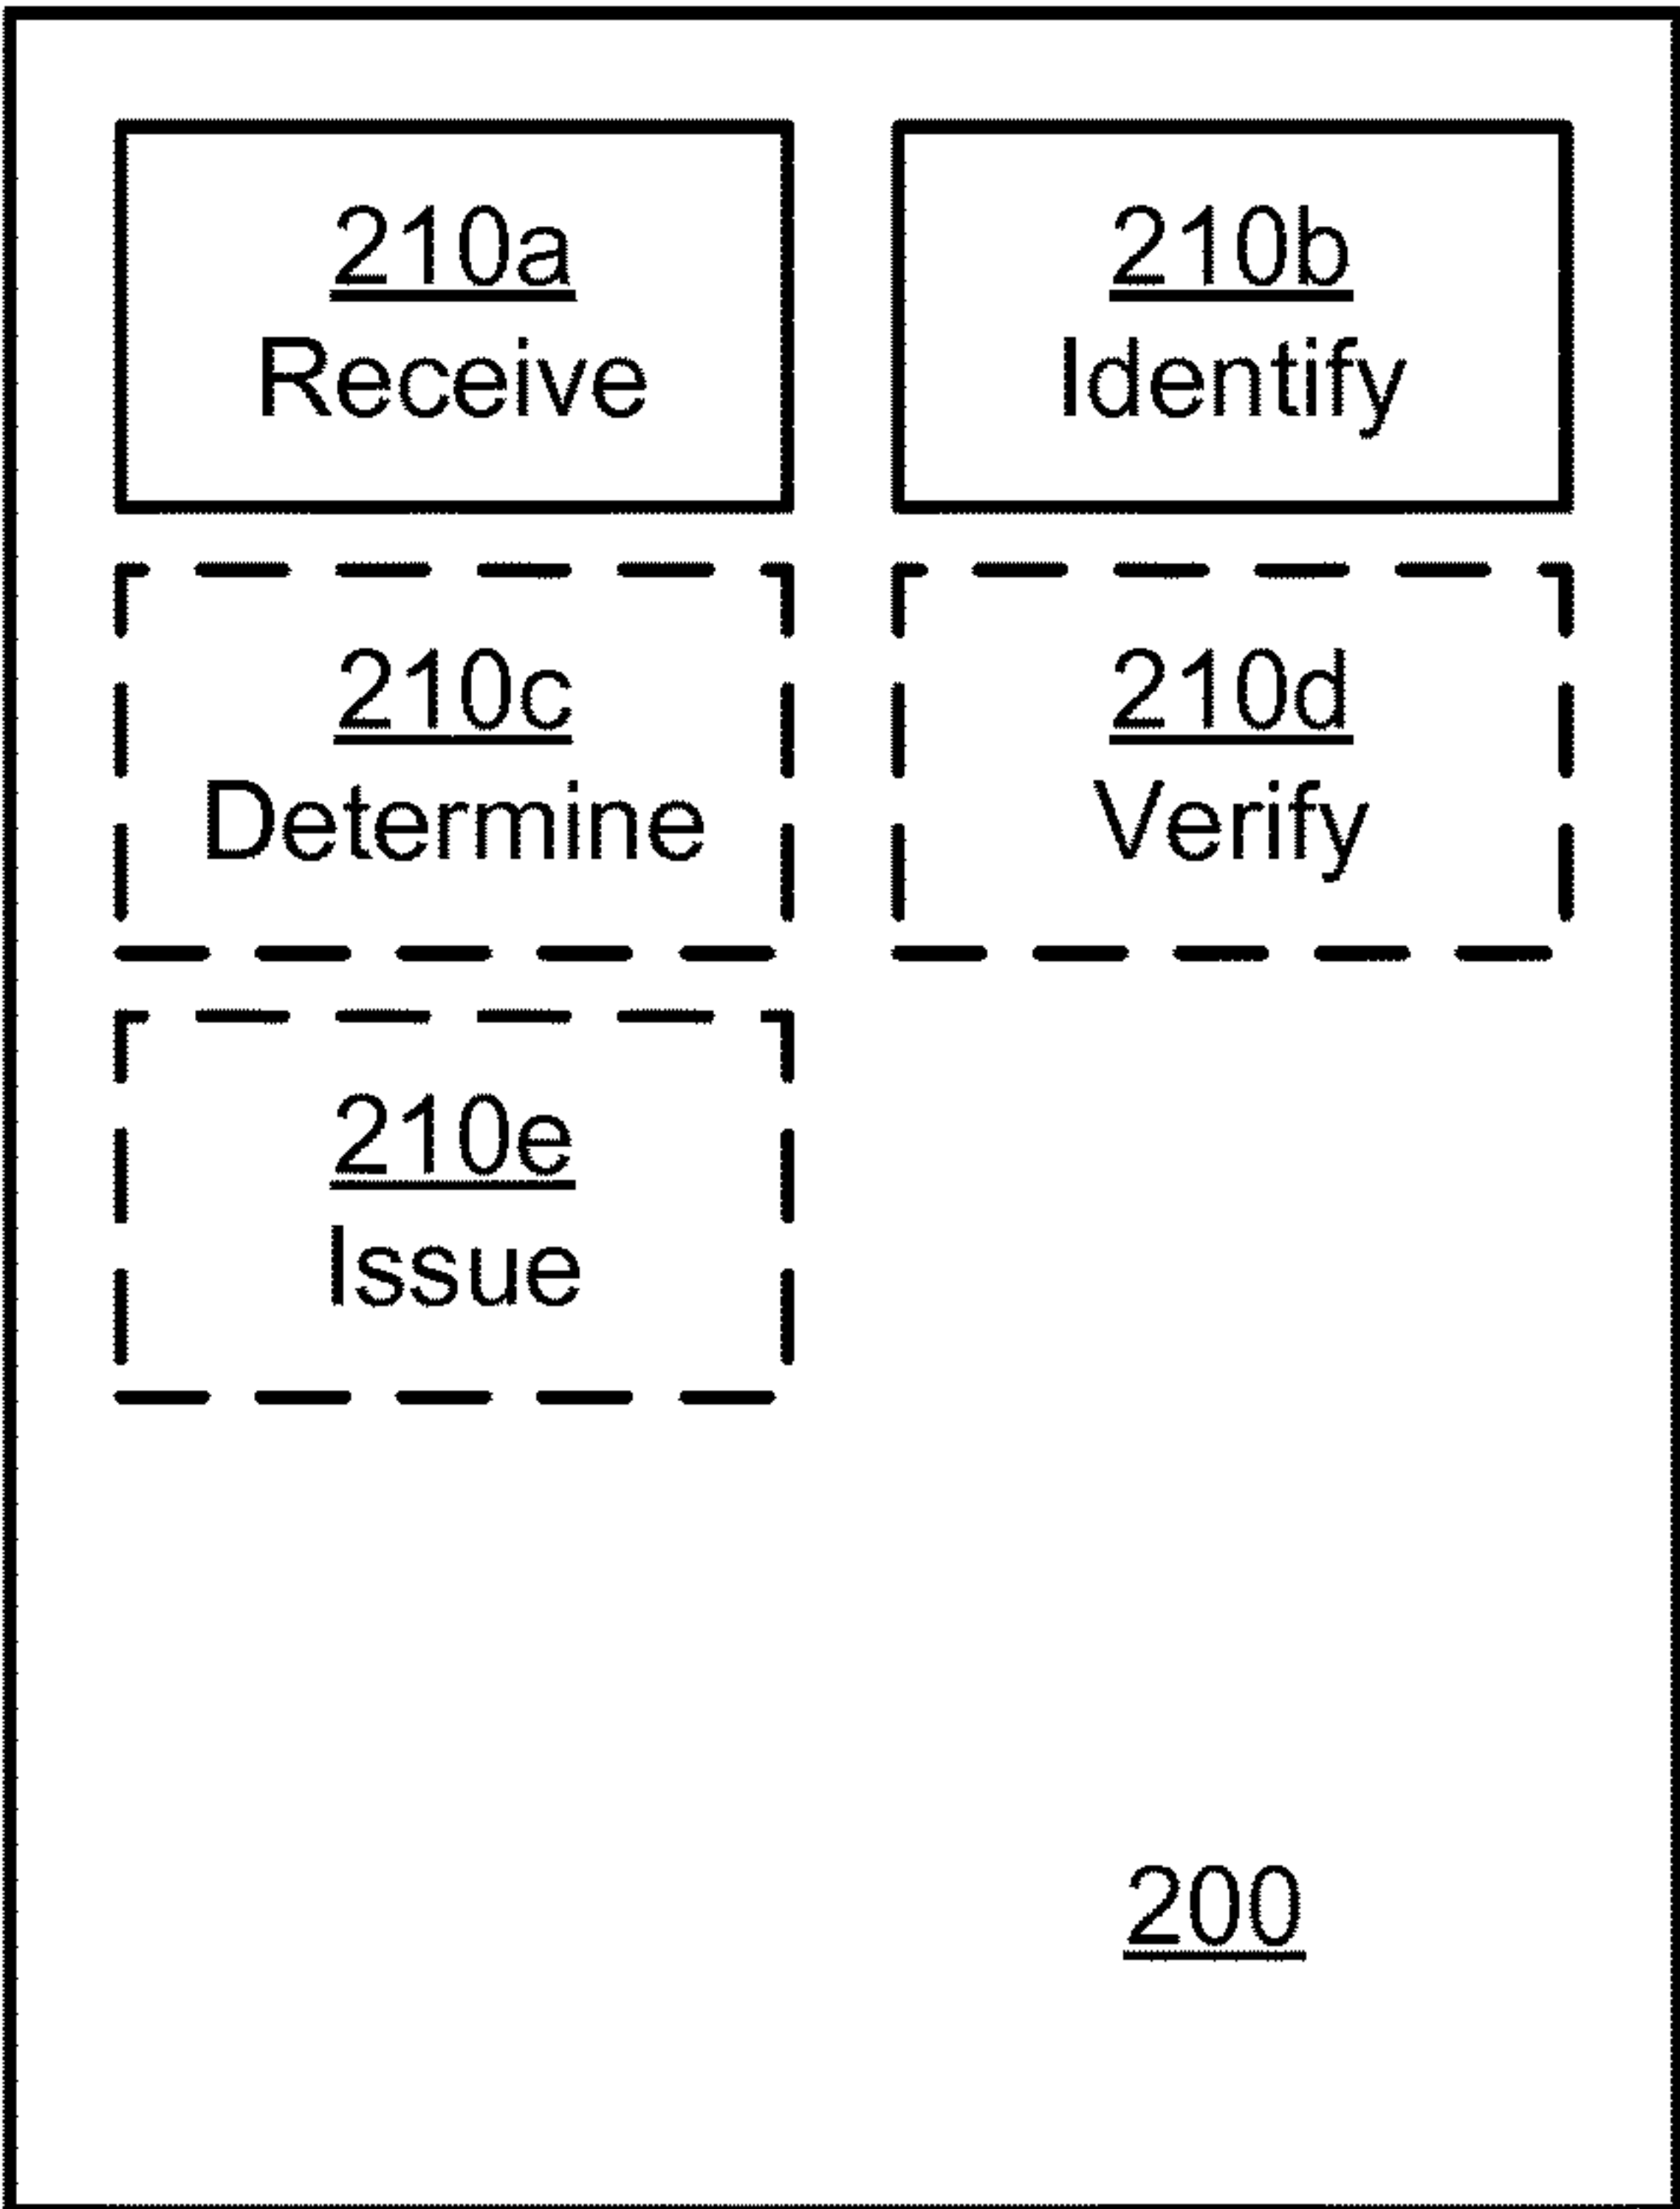 210a
Receive
210b
Identify
210c
Determine
210d
Verify
210e
Issue
200